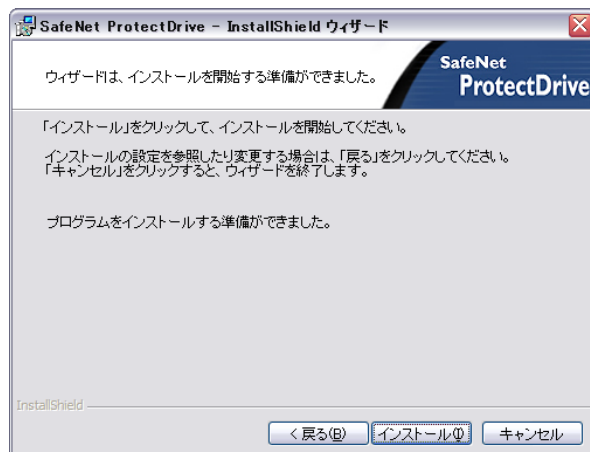 SafeNet ProtectDrive - InstallShield ウィザード
ウィザードは、インストールを開始する準備ができました。
SafeNet
ProtectDrive
「インストール」をクリックして、インストールを開始してください。
インストールの設定を参照したり変更する場合は、「戻る」をクリックしてください。
「キャンセル」をクリックすると、ウィザードを終了します。
プログラムをインストールする準備ができました。
InstallShield
< 戻る(B)
インストール(I)
キャンセル